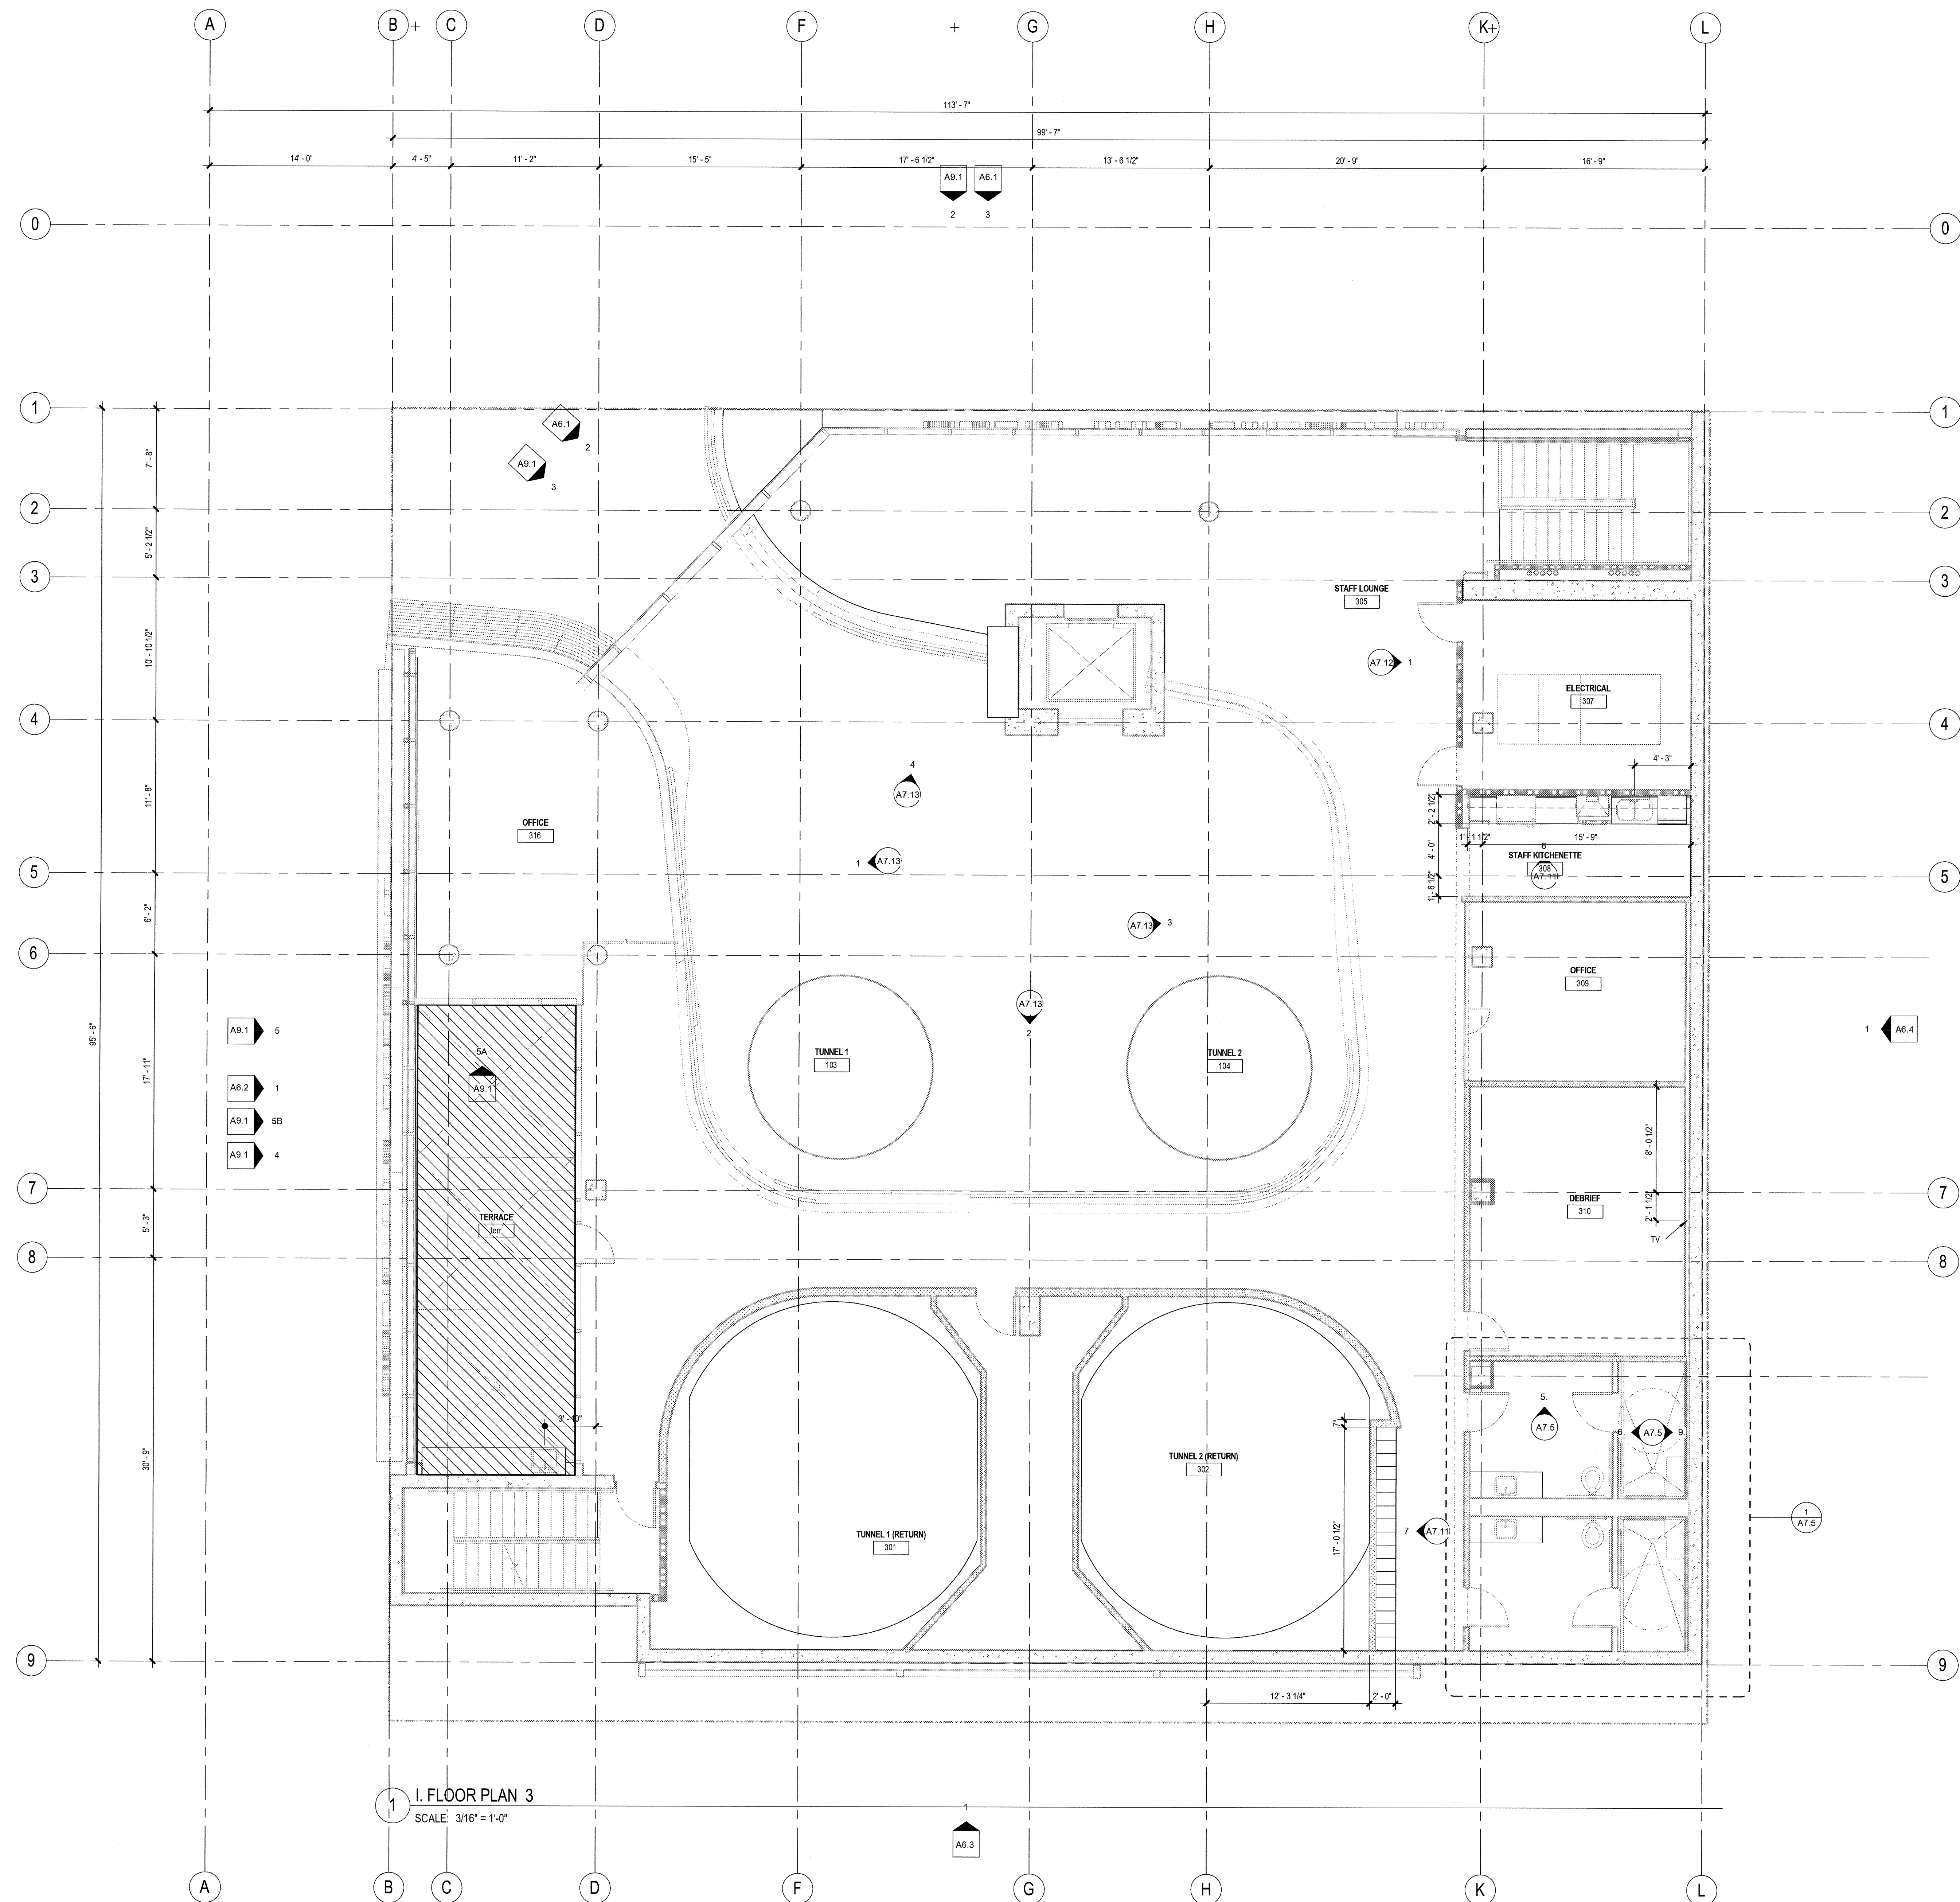 A B C D F G H K L
113' - 7"
99' - 7"
14' - 0" 4' - 5" 11' - 2" 15' - 5" 17' - 6 1/2" 13' - 6 1/2" 20' - 9" 16' - 9"
A9.1 A6.1
2 3
0 0
1 1
A6.1
2
7' - 8"
A9.1
3
2 2
5' - 2 1/2"
3 3
STAFF LOUNGE
305
10' - 10 1/2"
A7.12 1
ELECTRICAL
307
4 4
4' - 3"
4
A7.13
11' - 8"
2' - 2 1/2"
OFFICE
316
1' - 1 1/2" 15' - 9"
6
4' - 0"
STAFF KITCHENETTE
308
A7.11
1 A7.13
5 5
1' - 6 1/2"
6' - 2"
A7.13 3
6
OFFICE
309
A7.13
2
A9.1 5
1 A6.4
95' - 6"
17' - 11"
5A
A9.1
TUNNEL 1
103
TUNNEL 2
104
A6.2 1
A9.1 5B
A9.1 4
8' - 0 1/2"
7 7
DEBRIEF
310
2' - 1 1/2"
TV
TERRACE
Terr.
5' - 3"
8 8
5.
A7.5
3' - 10"
7"
6. A7.5 9.
30' - 9"
TUNNEL 2 (RETURN)
302
1
A7.5
TUNNEL 1 (RETURN)
301
17' - 0 1/2"
7 A7.11
9 9
12' - 3 1/4" 2' - 0"
1 I. FLOOR PLAN 3
SCALE: 3/16" = 1'-0"
1
A6.3
A B C D F G H K L